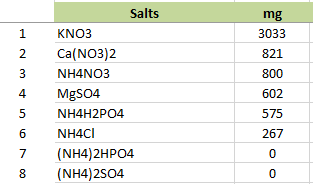 Salts mg
1 KNO3 3033
2 Ca(NO3)2 821
3 NH4NO3 800
4 MgSO4 602
5 NH4H2PO4 575
6 NH4Cl 267
7 (NH4)2HPO4 0
8 (NH4)2SO4 0